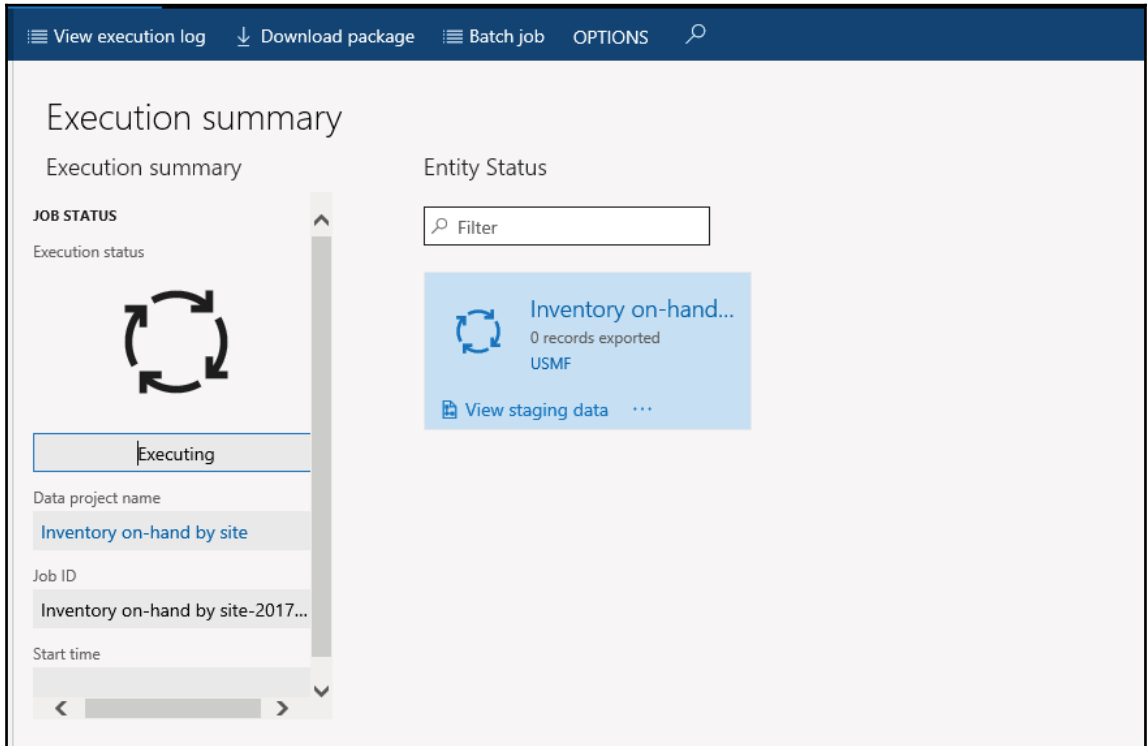 View execution log Download package Batch job OPTIONS
Execution summary
Execution summary
JOB STATUS
Execution status
Executing
Data project name
Inventory on-hand by site
Job ID
Inventory on-hand by site-2017...
Start time
Entity Status
Filter
Inventory on-hand...
0 records exported
USMF
View staging data ...